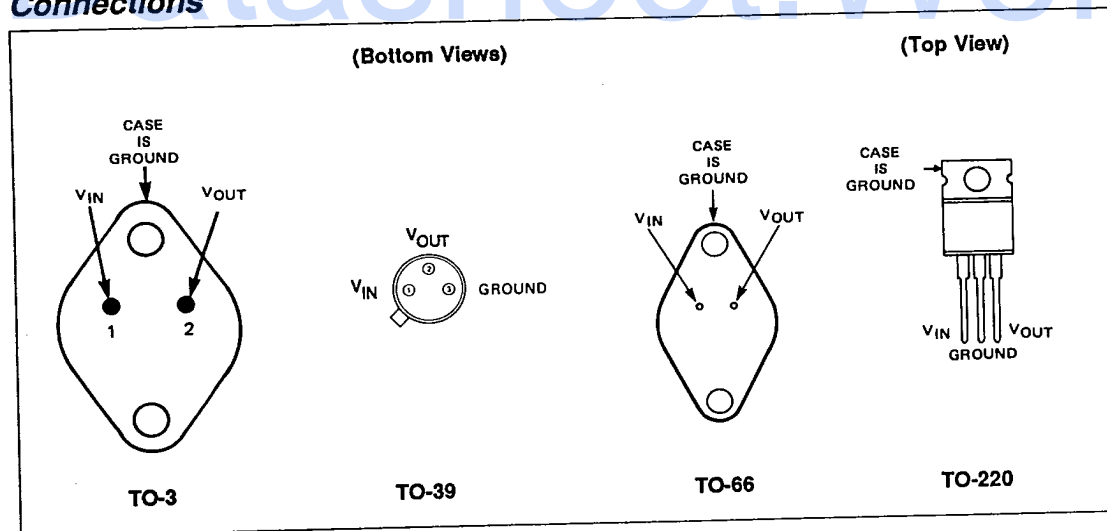 Connections
(Bottom Views)
(Top View)
CASE
IS
GROUND
VIN
VOUT
1
2
TO-3
VOUT
VIN
GROUND
1
2
3
TO-39
CASE
IS
GROUND
VIN
VOUT
TO-66
CASE
IS
GROUND
VIN
VOUT
GROUND
TO-220